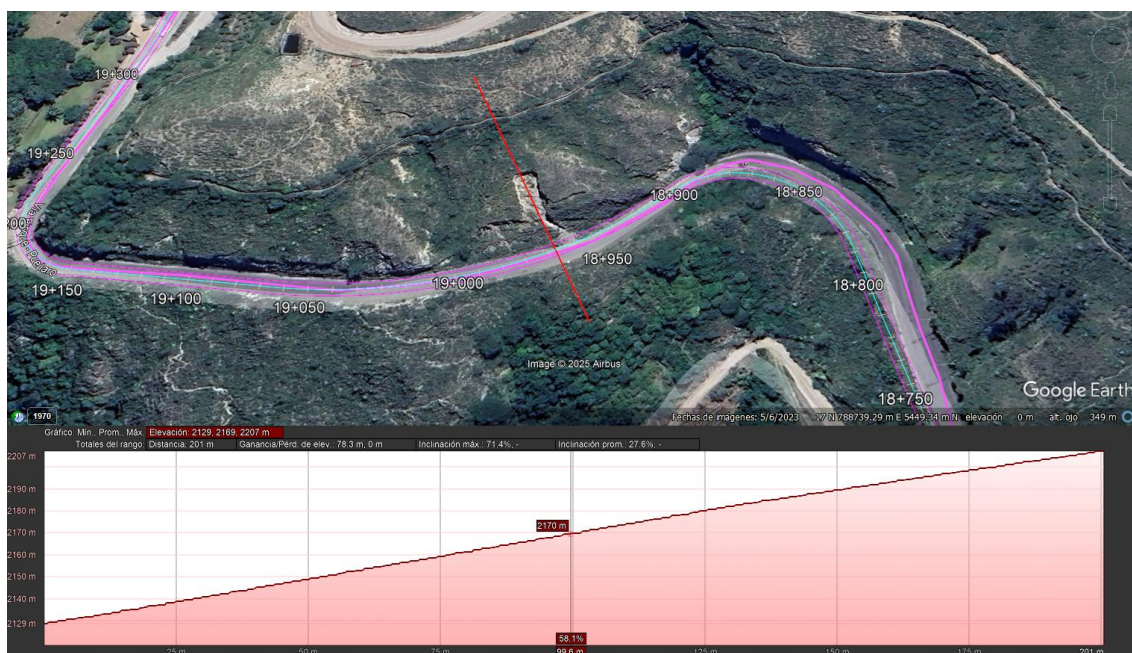 19+300
19+250
18+850
18+900
200
18+950
18+800
19+150
19+100
19+050
19+000
Image © 2025 Airbus
Google Earth
18+750
1970
Fechas de imágenes: 5/6/2023 17 N 788739.29 m E 5449.34 m N elevación 0 m alt. ojo 349 m
Gráfico: Mín., Prom., Máx. Elevación: 2129, 2169, 2207 m
Totales del rango: Distancia: 201 m Ganancia/Pérd. de elev.: 78.3 m, 0 m Inclinación máx.: 71.4%, - Inclinación prom.: 27.6%, -
2207 m
2190 m
2180 m
2170 m
2170 m
2160 m
2150 m
2140 m
2129 m
58.1%
25 m 50 m 75 m 99.6 m 125 m 150 m 175 m 201 m